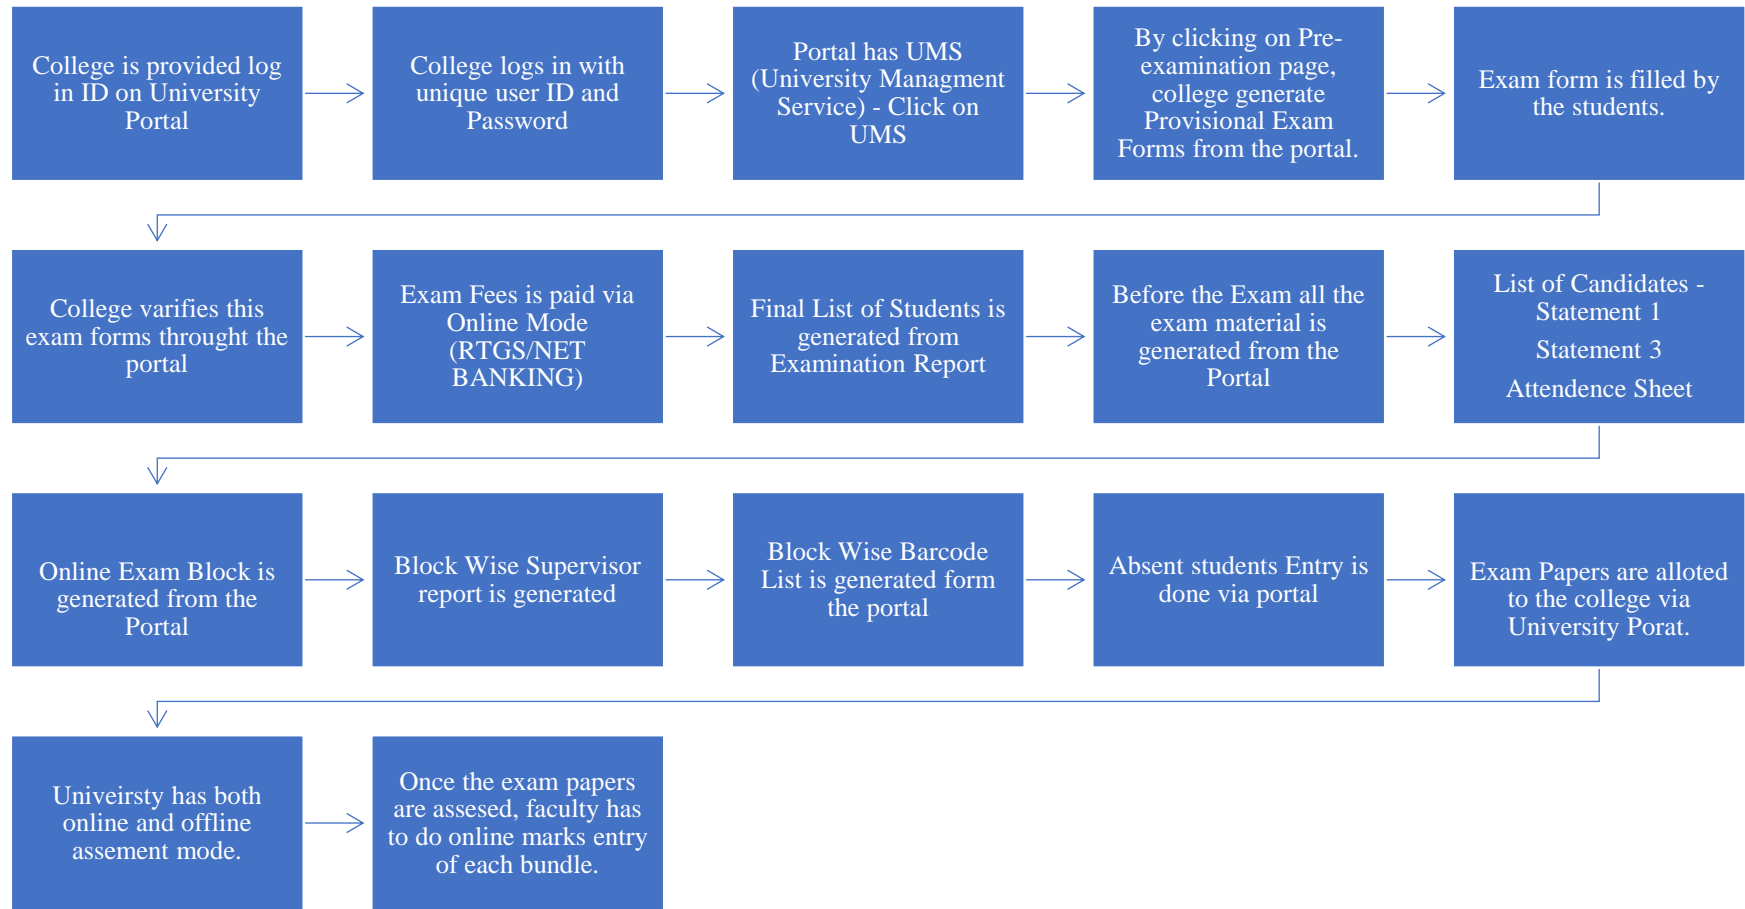 College is provided log
in ID on University
Portal
College logs in with
unique user ID and
Password
Portal has UMS
(University Managment
Service) - Click on
UMS
By clicking on Pre-
examination page,
college generate
Provisional Exam
Forms from the portal.
Exam form is filled by
the students.
College varifies this
exam forms throught the
portal
Exam Fees is paid via
Online Mode
(RTGS/NET
BANKING)
Final List of Students is
generated from
Examination Report
Before the Exam all the
exam material is
generated from the
Portal
List of Candidates -
Statement 1
Statement 3
Attendence Sheet
Online Exam Block is
generated from the
Portal
Block Wise Supervisor
report is generated
Block Wise Barcode
List is generated form
the portal
Absent students Entry is
done via portal
Exam Papers are alloted
to the college via
University Porat.
Univeirsty has both
online and offline
assement mode.
Once the exam papers
are assesed, faculty has
to do online marks entry
of each bundle.